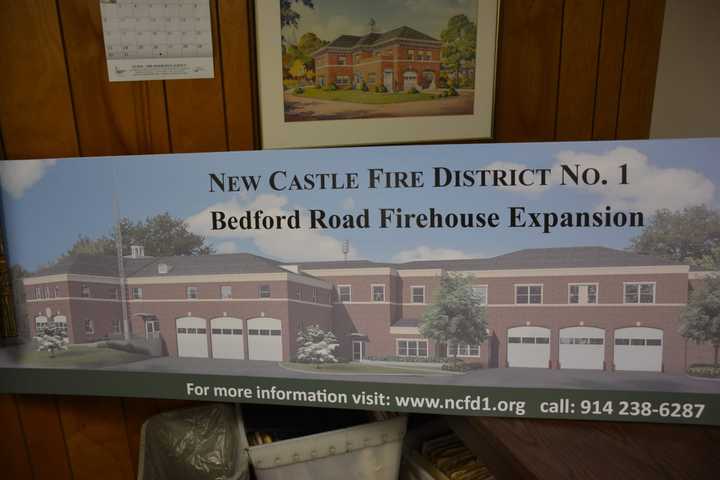 NEW CASTLE FIRE DISTRICT NO. 1
Bedford Road Firehouse Expansion
For more information visit: www.ncfd1.org call: 914 238-6287